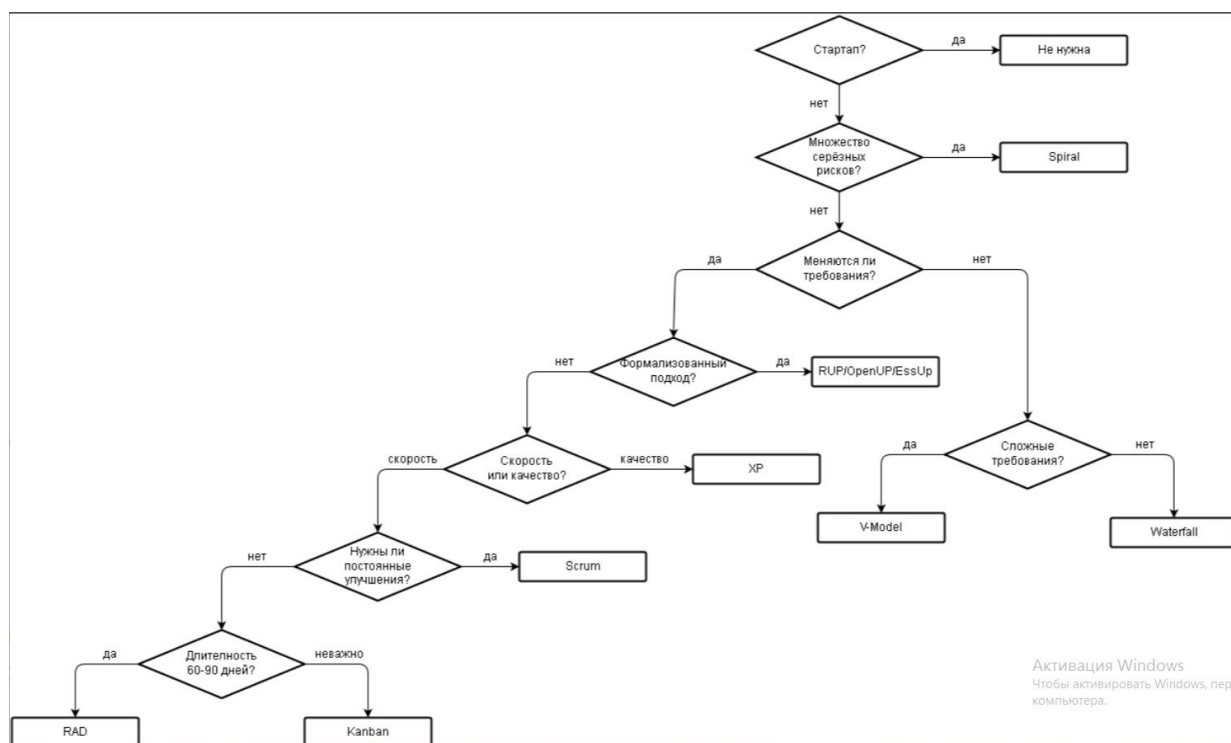 Стартап?
да
Не нужна
нет
Множество
серёзных
рисков?
да
Spiral
нет
Меняются ли
требования?
да
нет
Формализованный
подход?
нет
да
RUP/OpenUP/EssUp
Сложные
требования?
да
нет
V-Model
Waterfall
Скорость
или качество?
скорость
качество
XP
Нужны ли
постоянные
улучшения?
нет
да
Scrum
Длителность
60-90 дней?
да
неважно
RAD
Kanban
Активация Windows
Чтобы активировать Windows, пер
компьютера.